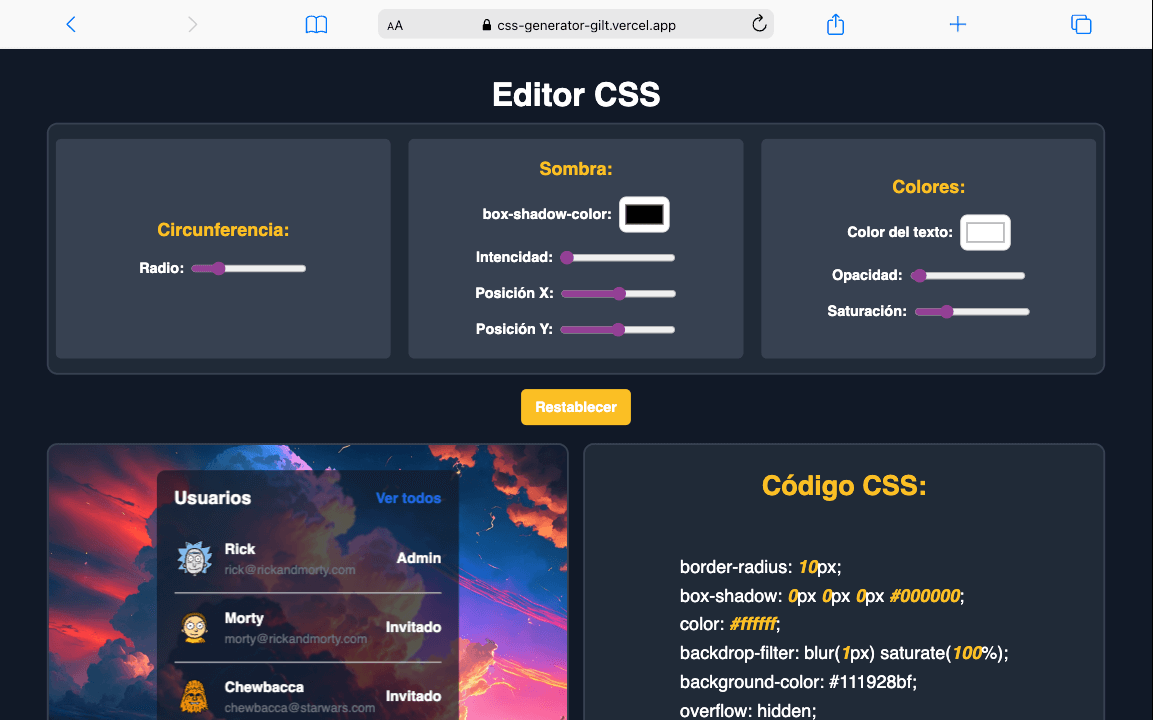 AA css-generator-gilt.vercel.app
Editor CSS
Circunferencia:
Radio:
Sombra:
box-shadow-color:
Intencidad:
Posición X:
Posición Y:
Colores:
Color del texto:
Opacidad:
Saturación:
Restablecer
Usuarios Ver todos
Rick
rick@rickandmorty.com
Admin
Morty
morty@rickandmorty.com
Invitado
Chewbacca
chewbacca@starwars.com
Invitado
Código CSS:
border-radius: 10px;
box-shadow: 0px 0px 0px #000000;
color: #ffffff;
backdrop-filter: blur(1px) saturate(100%);
background-color: #111928bf;
overflow: hidden;